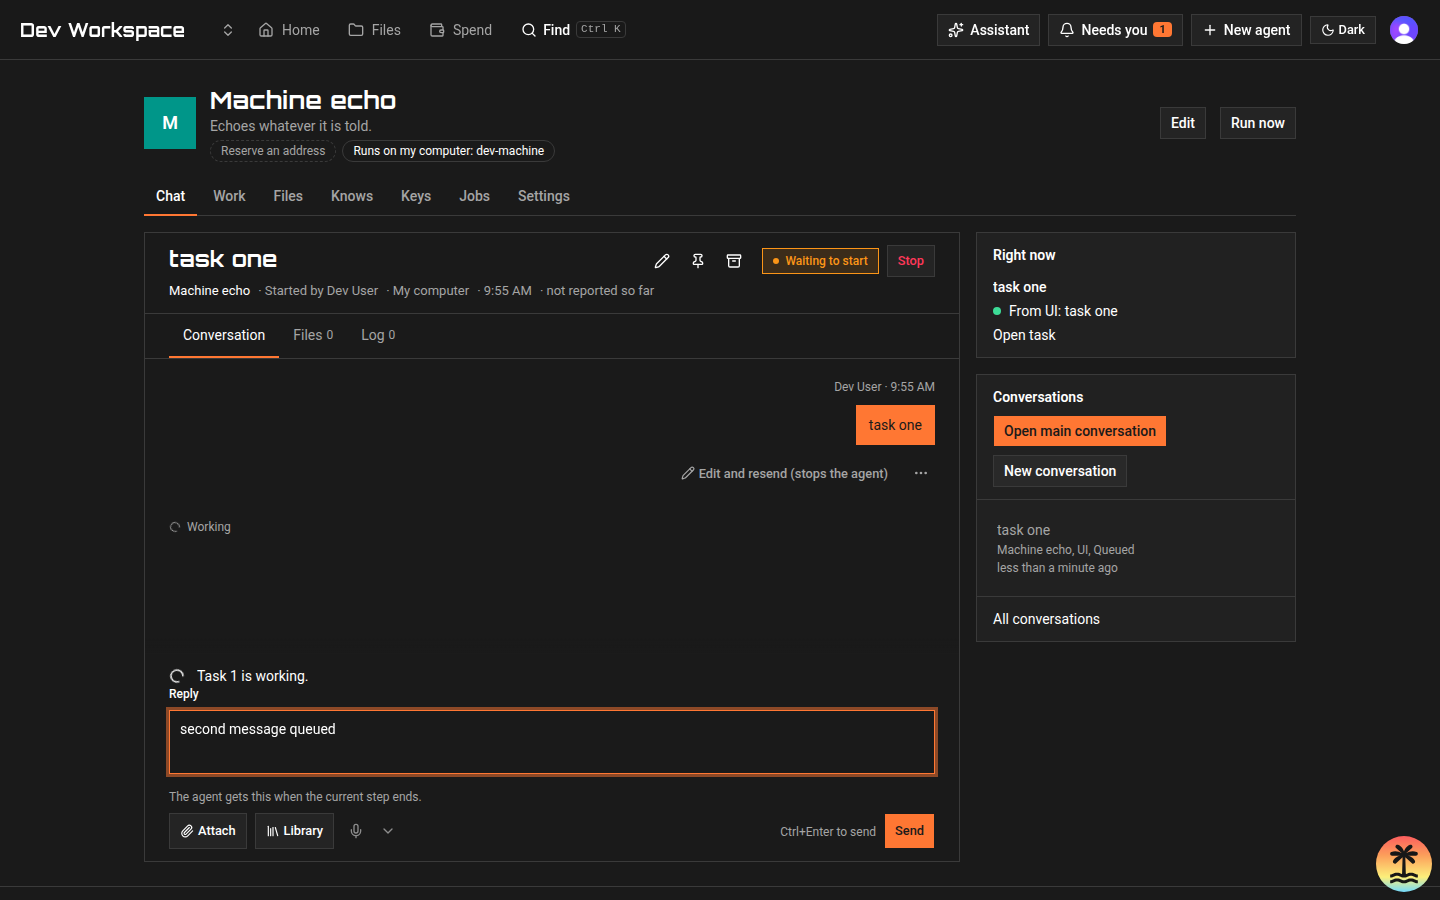 Dev Workspace
Home
Files
Spend
Find
Ctrl K
Assistant
Needs you 1
New agent
Dark
M
Machine echo
Echoes whatever it is told.
Reserve an address
Runs on my computer: dev-machine
Edit
Run now
Chat
Work
Files
Knows
Keys
Jobs
Settings
task one
Waiting to start
Stop
Machine echo · Started by Dev User · My computer · 9:55 AM · not reported so far
Conversation
Files 0
Log 0
Dev User · 9:55 AM
task one
Edit and resend (stops the agent)
Working
Task 1 is working.
Reply
second message queued
The agent gets this when the current step ends.
Attach
Library
Ctrl+Enter to send
Send
Right now
task one
From UI: task one
Open task
Conversations
Open main conversation
New conversation
task one
Machine echo, UI, Queued
less than a minute ago
All conversations